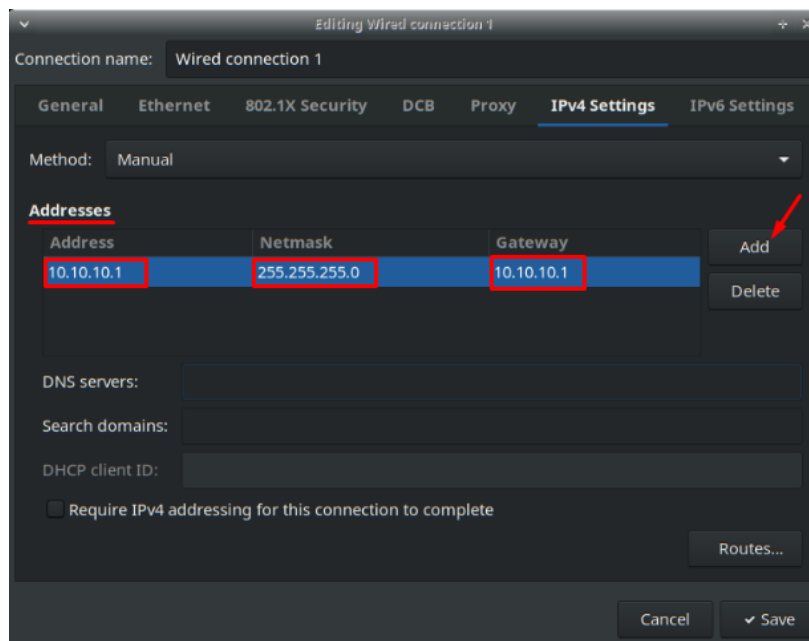 Editing Wired connection 1
Connection name: Wired connection 1
General Ethernet 802.1X Security DCB Proxy IPv4 Settings IPv6 Settings
Method: Manual
Addresses
Address Netmask Gateway
Add
10.10.10.1 255.255.255.0 10.10.10.1
Delete
DNS servers:
Search domains:
DHCP client ID:
Require IPv4 addressing for this connection to complete
Routes...
Cancel Save